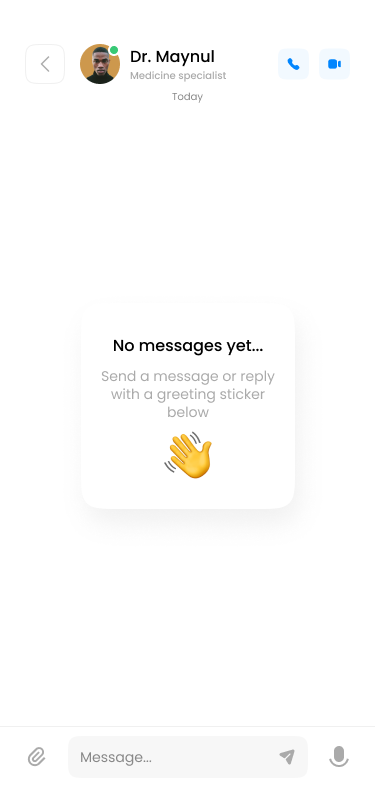 Dr. Maynul
Medicine specialist
Today
No messages yet...
Send a message or reply
with a greeting sticker
below
Message...